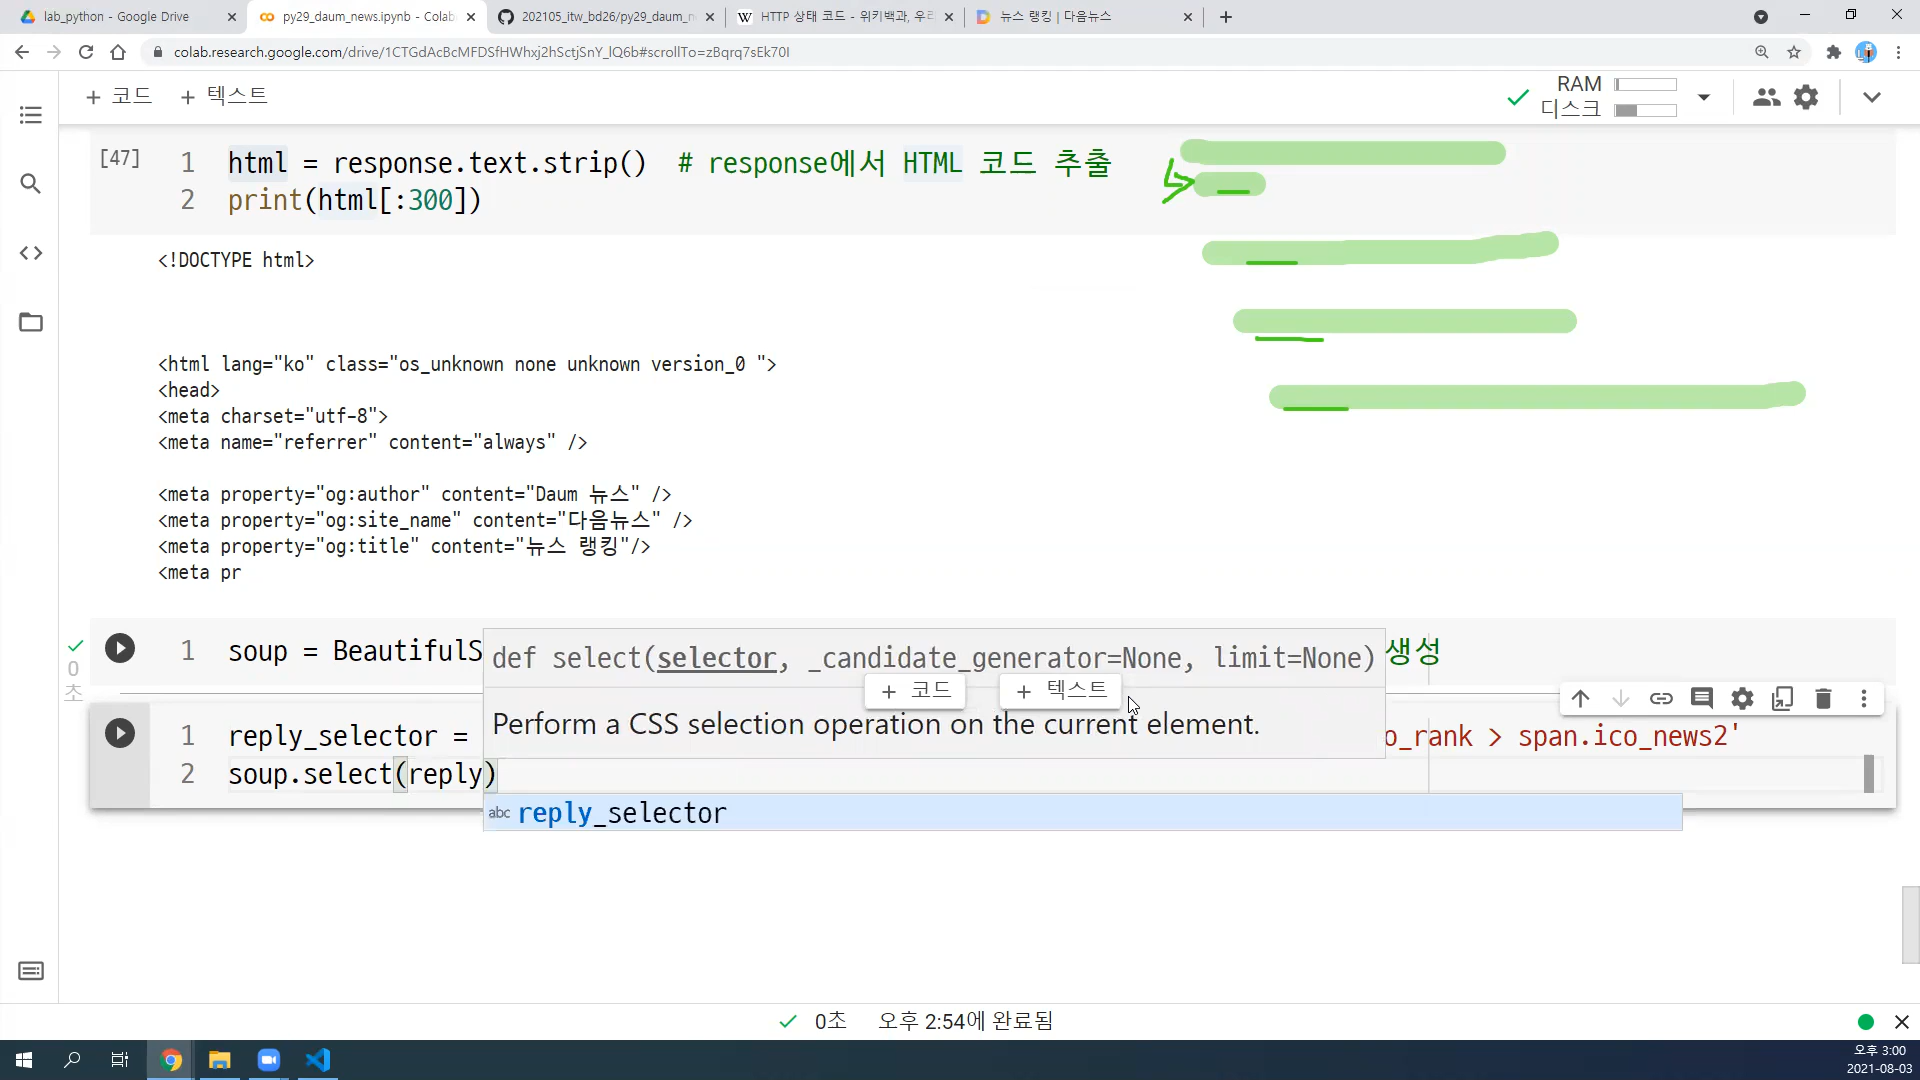 lab_python - Google Drive
py29_daum_news.ipynb - Colab
202105_itw_bd26/py29_daum_n
HTTP 상태 코드 - 위키백과, 우리
뉴스 랭킹 | 다음뉴스
colab.research.google.com/drive/1CTGdAcBcMFDSfHWhxj2hSctjSnY_lQ6b#scrollTo=zBqrq7sEk70I
+ 코드 + 텍스트
RAM
디스크
[47]
1 html = response.text.strip() # response에서 HTML 코드 추출
2 print(html[:300])
<!DOCTYPE html>
<html lang="ko" class="os_unknown none unknown version_0 ">
<head>
<meta charset="utf-8">
<meta name="referrer" content="always" />
<meta property="og:author" content="Daum 뉴스" />
<meta property="og:site_name" content="다음뉴스" />
<meta property="og:title" content="뉴스 랭킹"/>
<meta pr
0
초
1 soup = BeautifulS 생성
def select(selector, _candidate_generator=None, limit=None)
+ 코드 + 텍스트
Perform a CSS selection operation on the current element.
1 reply_selector = o_rank > span.ico_news2'
2 soup.select(reply)
abc reply_selector
0초 오후 2:54에 완료됨
오후 3:00
2021-08-03